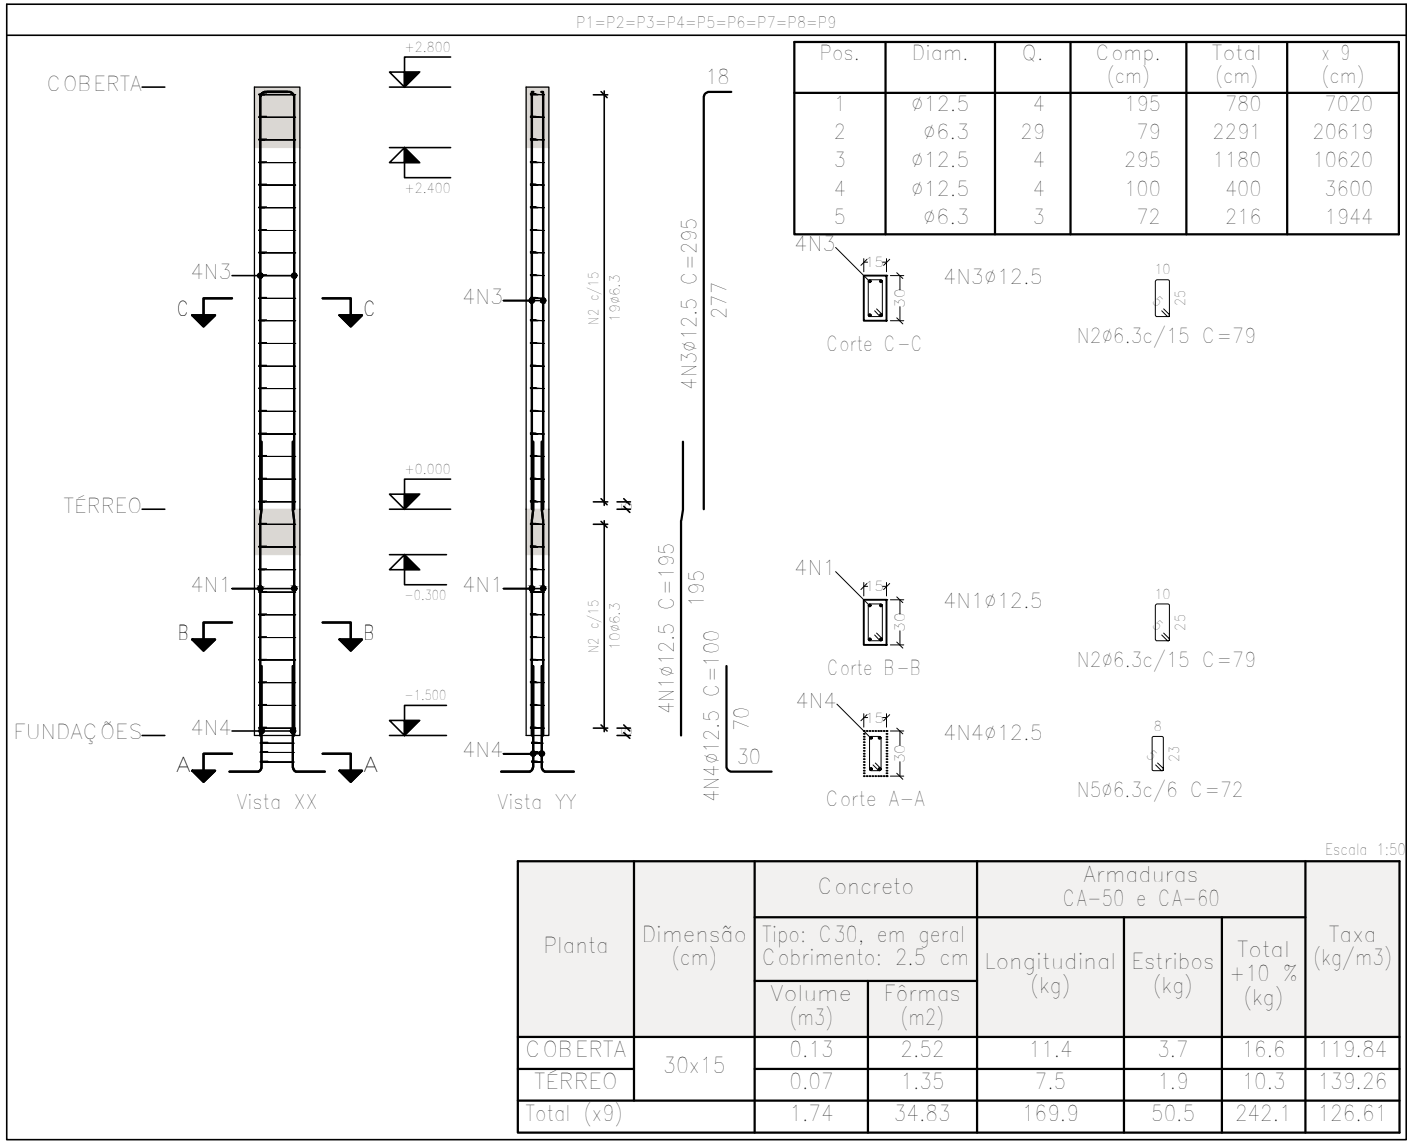 P1=P2=P3=P4=P5=P6=P7=P8=P9
Pos. Diam. Q. Comp. (cm) Total (cm) x 9 (cm)
1 ø12.5 4 195 780 7020
2 ø6.3 29 79 2291 20619
3 ø12.5 4 295 1180 10620
4 ø12.5 4 100 400 3600
5 ø6.3 3 72 216 1944
COBERTA
+2.800
+2.400
18
4N3
4N3
C
C
N2 c/15
19ø6.3
4N3ø12.5 C=295
277
4N3
15
30
4N3ø12.5
Corte C-C
10
25
N2ø6.3c/15 C=79
TÉRREO
+0.000
-0.300
4N1
4N1
B
B
N2 c/15
10ø6.3
4N1ø12.5 C=195
195
4N1
15
30
4N1ø12.5
Corte B-B
10
25
N2ø6.3c/15 C=79
FUNDAÇÕES
-1.500
4N4
4N4
A
A
4N4ø12.5 C=100
70
30
4N4
15
30
4N4ø12.5
Corte A-A
8
23
N5ø6.3c/6 C=72
Vista XX
Vista YY
Escala 1:50
Planta
Dimensão
(cm)
Concreto
Tipo: C30, em geral
Cobrimento: 2.5 cm
Volume
(m3)
Fôrmas
(m2)
Armaduras
CA-50 e CA-60
Longitudinal
(kg)
Estribos
(kg)
Total
+10 %
(kg)
Taxa
(kg/m3)
COBERTA 30x15 0.13 2.52 11.4 3.7 16.6 119.84
TÉRREO 0.07 1.35 7.5 1.9 10.3 139.26
Total (x9) 1.74 34.83 169.9 50.5 242.1 126.61